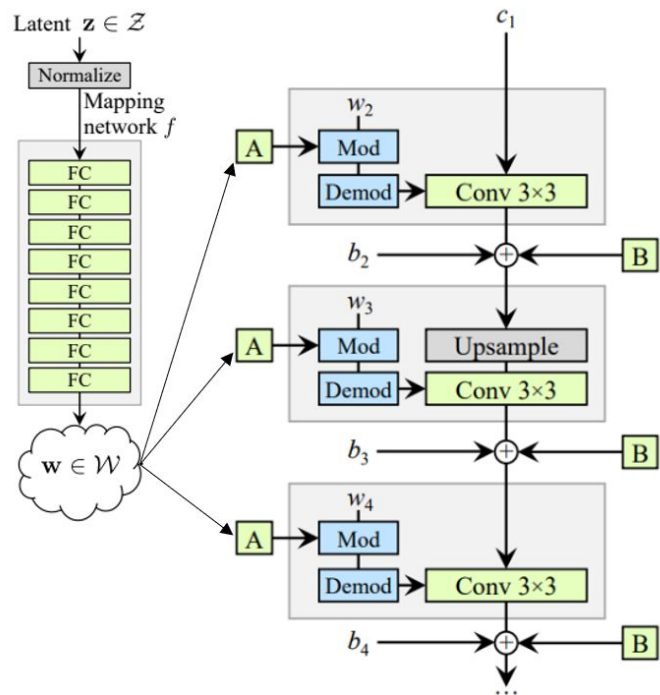 Latent z ∈ 𝒵
Normalize
Mapping
network f
FC
FC
FC
FC
FC
FC
FC
FC
w ∈ 𝒲
c₁
A
w₂
Mod
Demod
Conv 3×3
b₂
+
B
A
w₃
Mod
Upsample
Demod
Conv 3×3
b₃
+
B
A
w₄
Mod
Demod
Conv 3×3
b₄
+
B
...